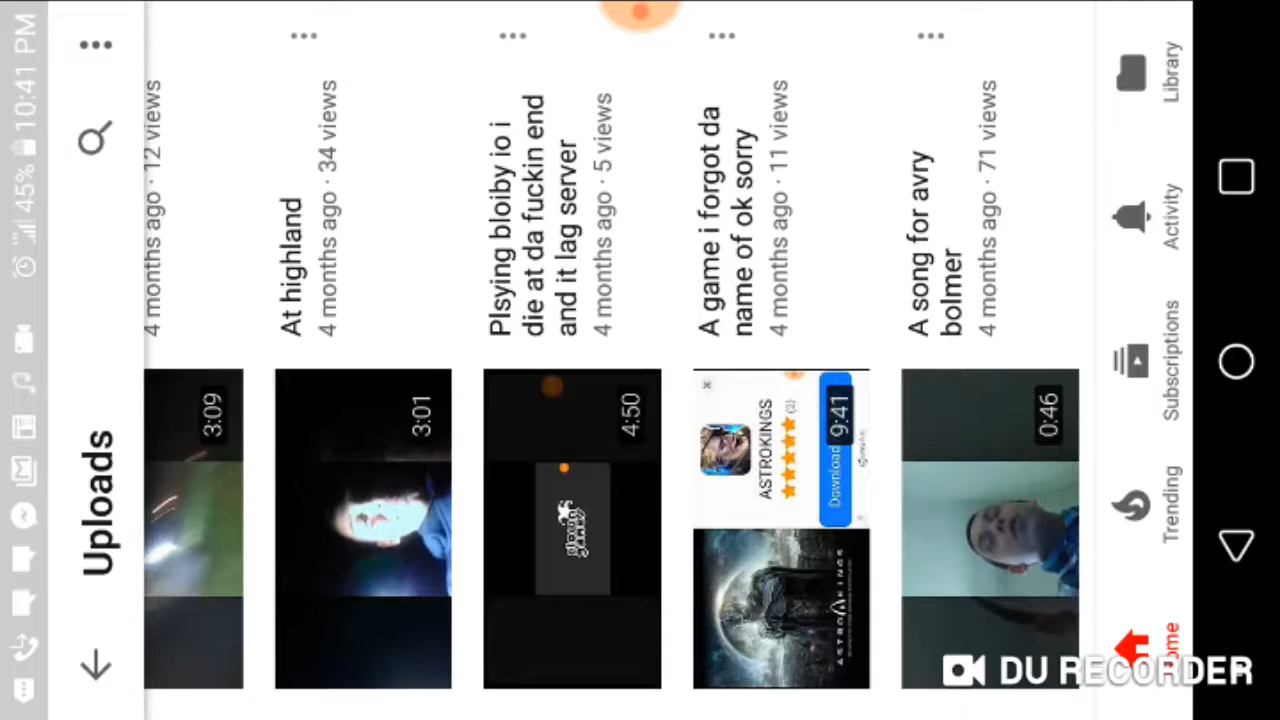 45% 10:41 PM
Uploads
3:09
4 months ago · 12 views
3:01
At highland
4 months ago · 34 views
4:50
Plsying bloiby io i
die at da fuckin end
and it lag server
4 months ago · 5 views
ASTROKINGS
(2)
Download
9:41
ASTROKINGS
A game i forgot da
name of ok sorry
4 months ago · 11 views
0:46
A song for avry
bolmer
4 months ago · 71 views
Home
Trending
Subscriptions
Activity
Library
DU RECORDER